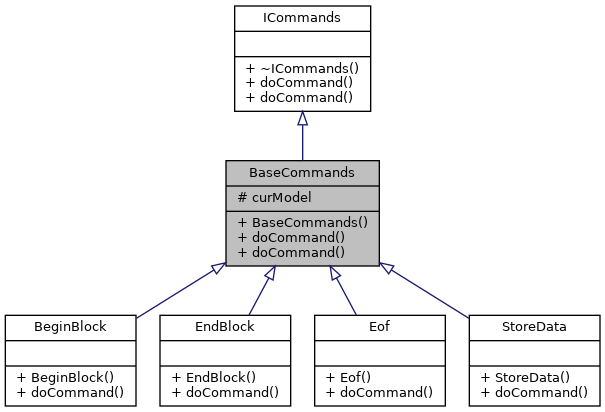 ICommands
+ ~ICommands()
+ doCommand()
+ doCommand()
BaseCommands
# curModel
+ BaseCommands()
+ doCommand()
+ doCommand()
BeginBlock
+ BeginBlock()
+ doCommand()
EndBlock
+ EndBlock()
+ doCommand()
Eof
+ Eof()
+ doCommand()
StoreData
+ StoreData()
+ doCommand()